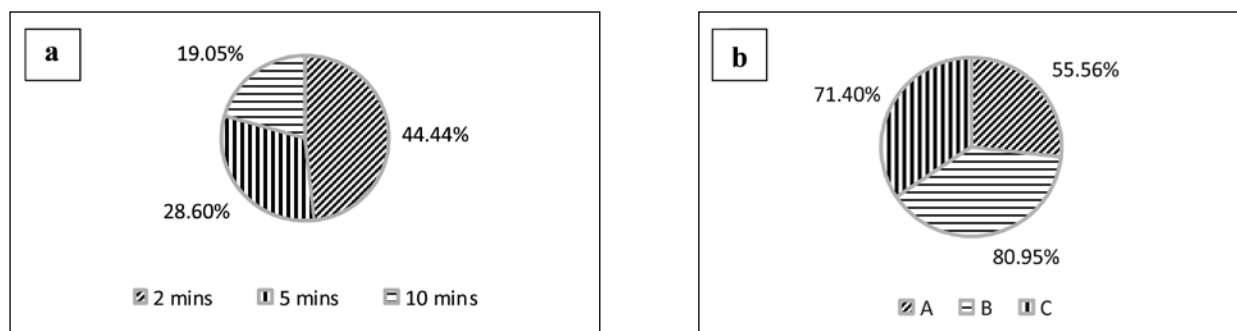 a
19.05%
44.44%
28.60%
2 mins
5 mins
10 mins
b
55.56%
71.40%
80.95%
A
B
C